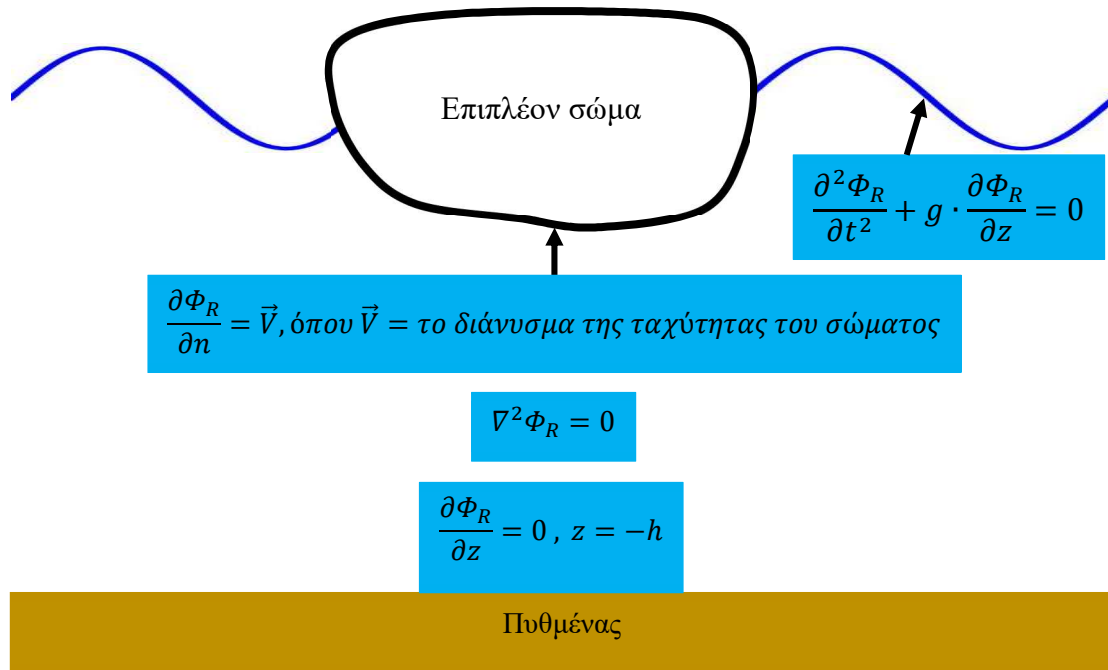 Επιπλέον σώμα
∂²Φ_R/∂t² + g · ∂Φ_R/∂z = 0
∂Φ_R/∂n = V⃗, όπου V⃗ = το διάνυσμα της ταχύτητας του σώματος
∇²Φ_R = 0
∂Φ_R/∂z = 0 , z = −h
Πυθμένας